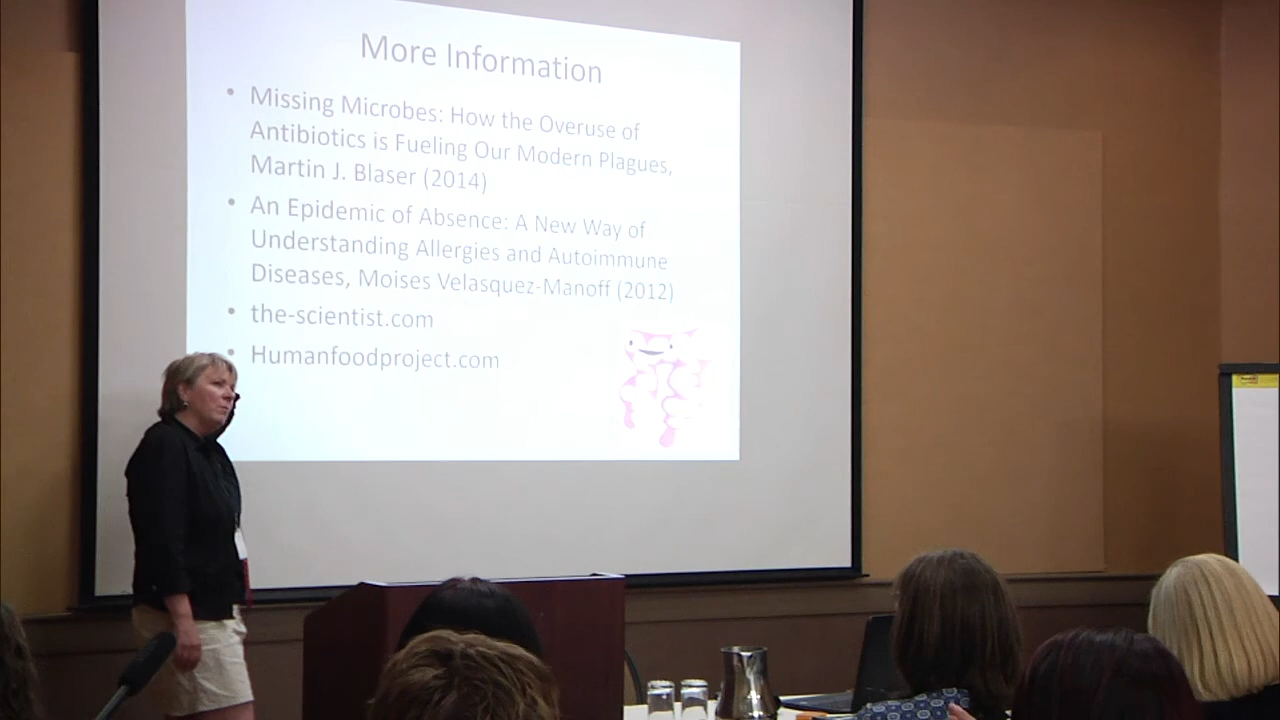 More Information
• Missing Microbes: How the Overuse of
Antibiotics is Fueling Our Modern Plagues,
Martin J. Blaser (2014)
• An Epidemic of Absence: A New Way of
Understanding Allergies and Autoimmune
Diseases, Moises Velasquez-Manoff (2012)
• the-scientist.com
• Humanfoodproject.com